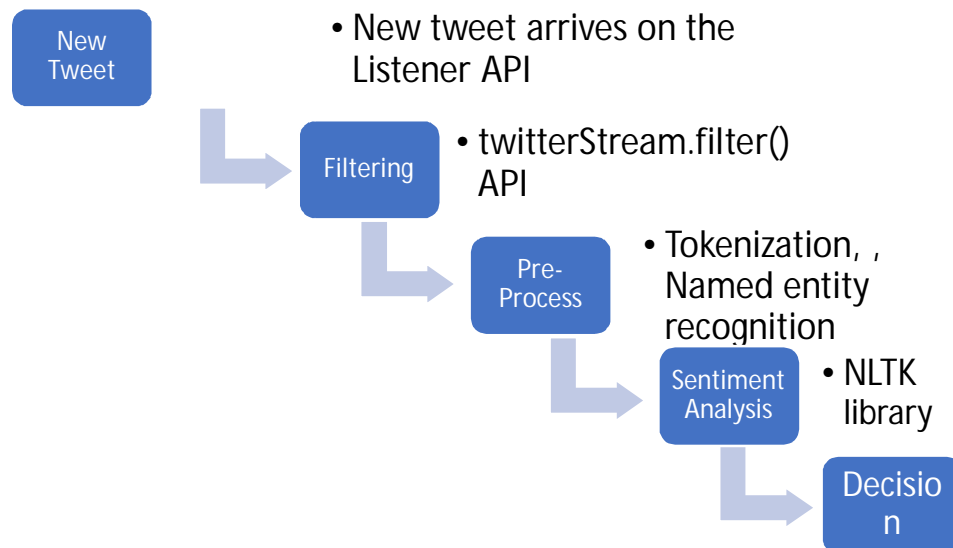 New
Tweet
• New tweet arrives on the
Listener API
Filtering
• twitterStream.filter()
API
Pre-
Process
• Tokenization, ,
Named entity
recognition
Sentiment
Analysis
• NLTK
library
Decisio
n